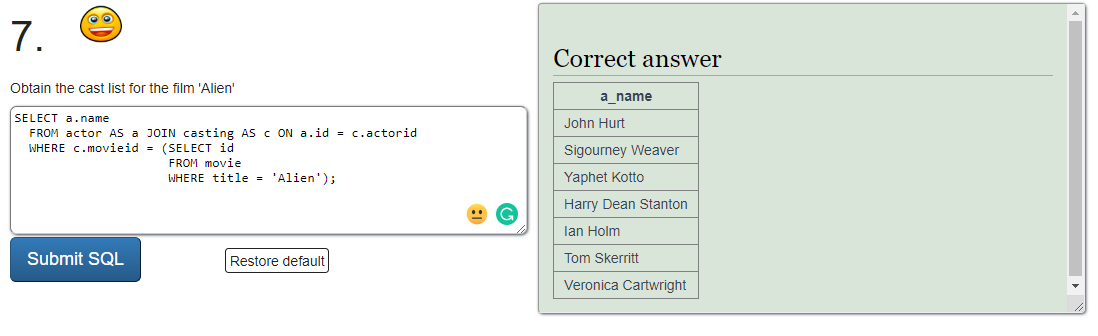 7.
Obtain the cast list for the film 'Alien'
SELECT a.name
FROM actor AS a JOIN casting AS c ON a.id = c.actorid
WHERE c.movieid = (SELECT id
FROM movie
WHERE title = 'Alien');
Submit SQL
Restore default
Correct answer
a_name
John Hurt
Sigourney Weaver
Yaphet Kotto
Harry Dean Stanton
Ian Holm
Tom Skerritt
Veronica Cartwright